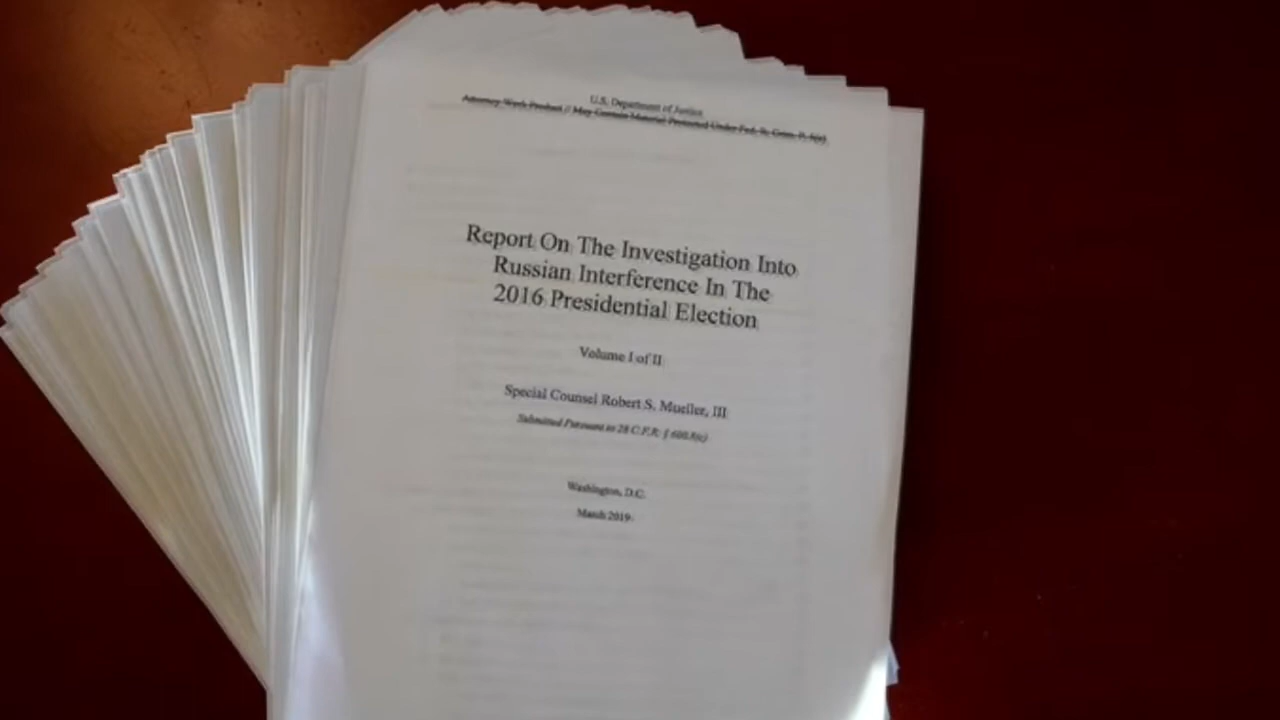 U.S. Department of Justice
Attorney Work Product // May Contain Material Protected Under Fed. R. Crim. P. 6(e)
Report On The Investigation Into
Russian Interference In The
2016 Presidential Election
Volume I of II
Special Counsel Robert S. Mueller, III
Submitted Pursuant to 28 C.F.R. § 600.8(c)
Washington, D.C.
March 2019